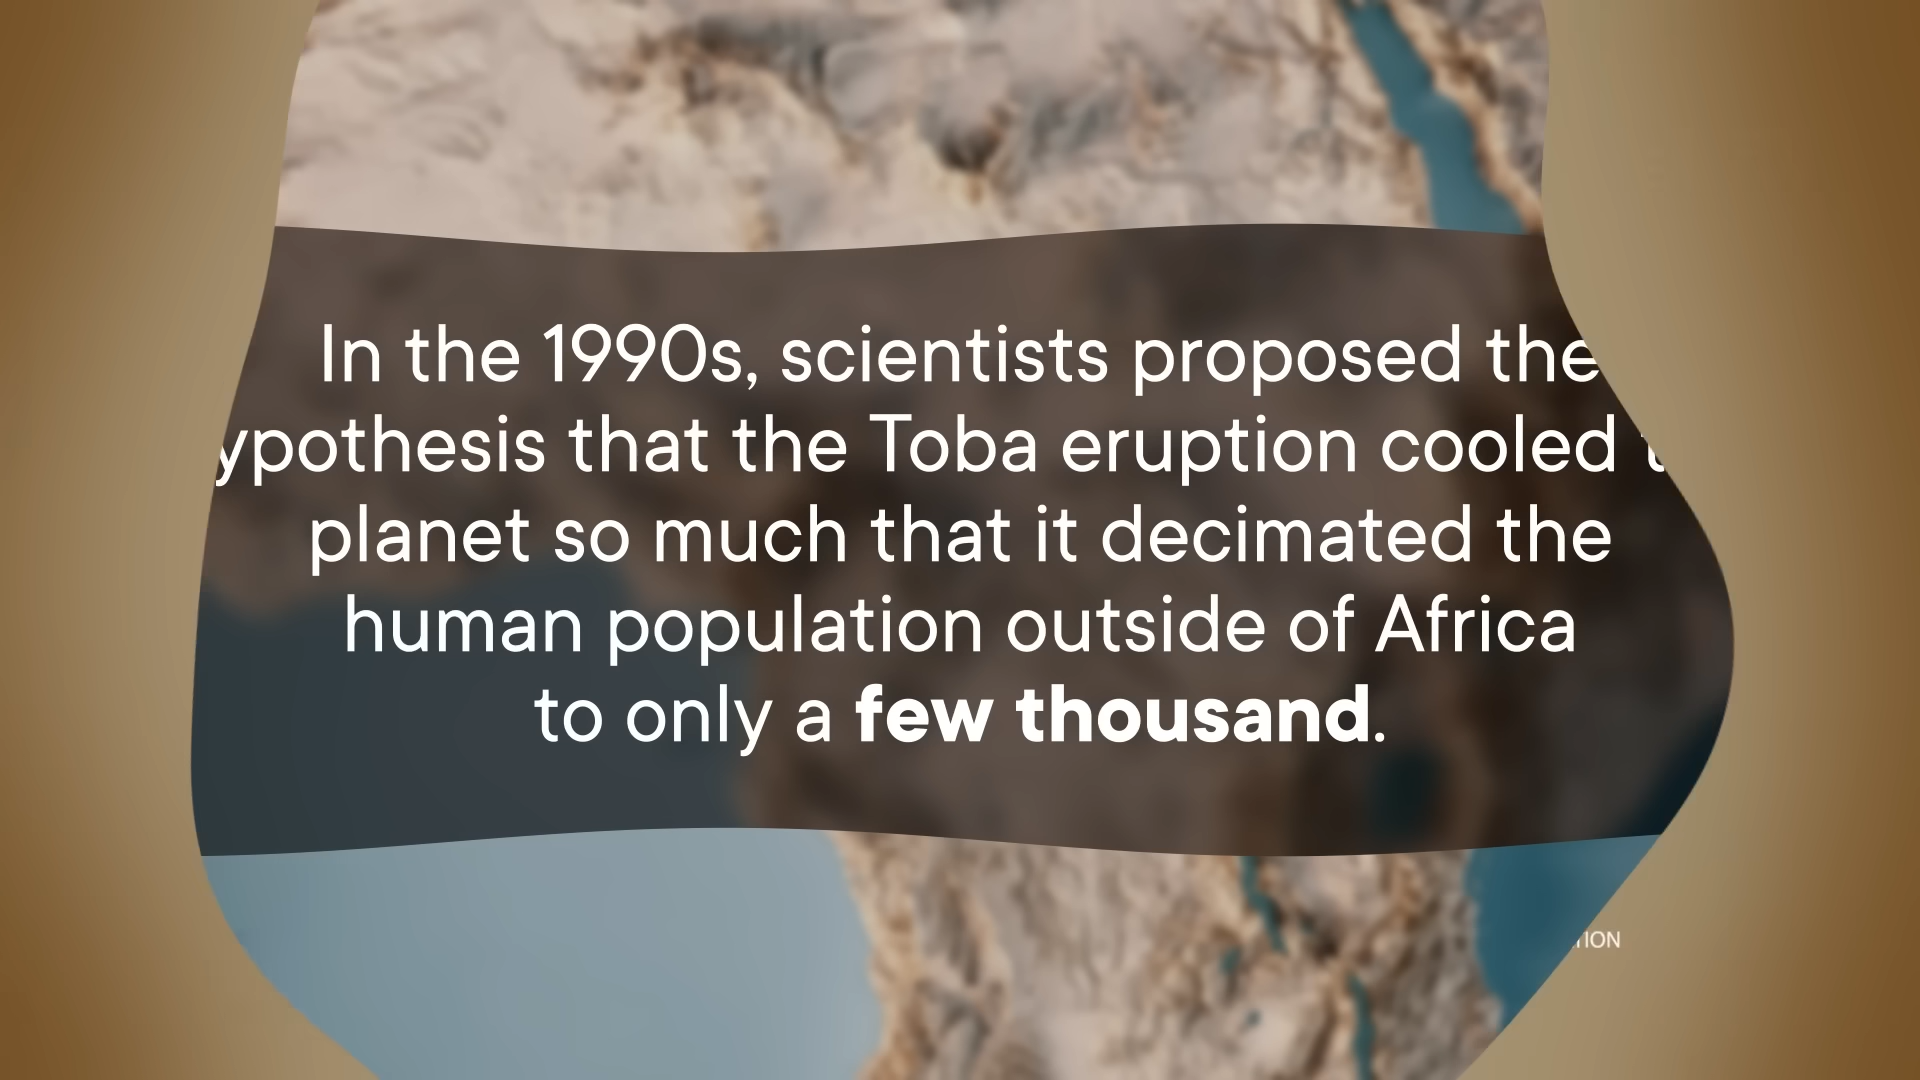 In the 1990s, scientists proposed the
ypothesis that the Toba eruption cooled t
planet so much that it decimated the
human population outside of Africa
to only a few thousand.
TION